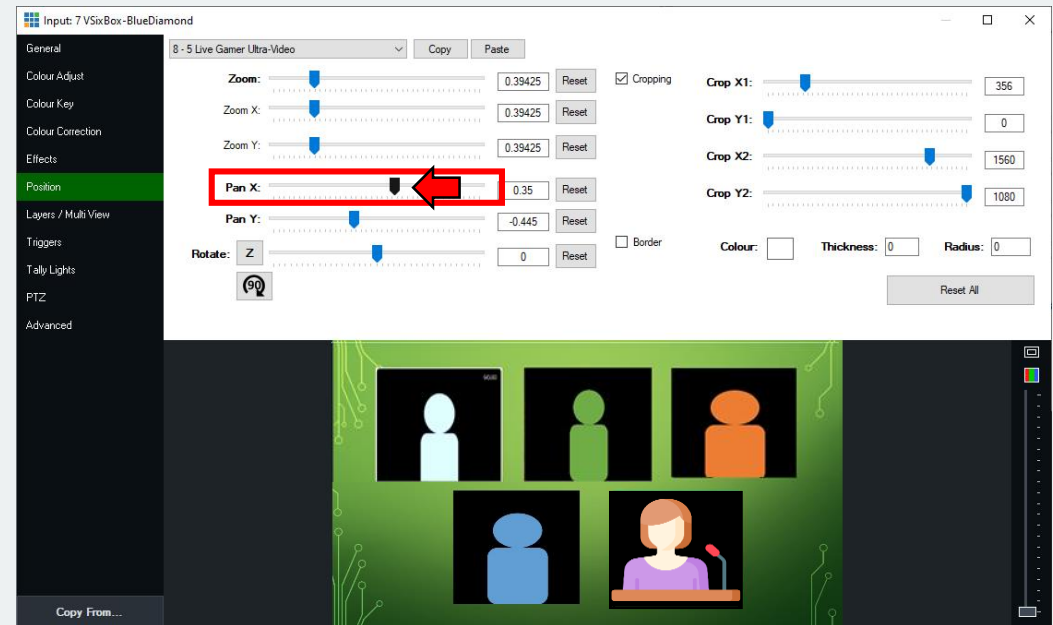 Input: 7 VSixBox-BlueDiamond
General
Colour Adjust
Colour Key
Colour Correction
Effects
Position
Layers / Multi View
Triggers
Tally Lights
PTZ
Advanced
Copy From...
8 - 5 Live Gamer Ultra-Video Copy Paste
Zoom: 0.39425 Reset
Zoom X: 0.39425 Reset
Zoom Y: 0.39425 Reset
Pan X: 0.35 Reset
Pan Y: -0.445 Reset
Rotate: Z 0 Reset
90
Cropping
Crop X1: 356
Crop Y1: 0
Crop X2: 1560
Crop Y2: 1080
Border Colour: Thickness: 0 Radius: 0
Reset All